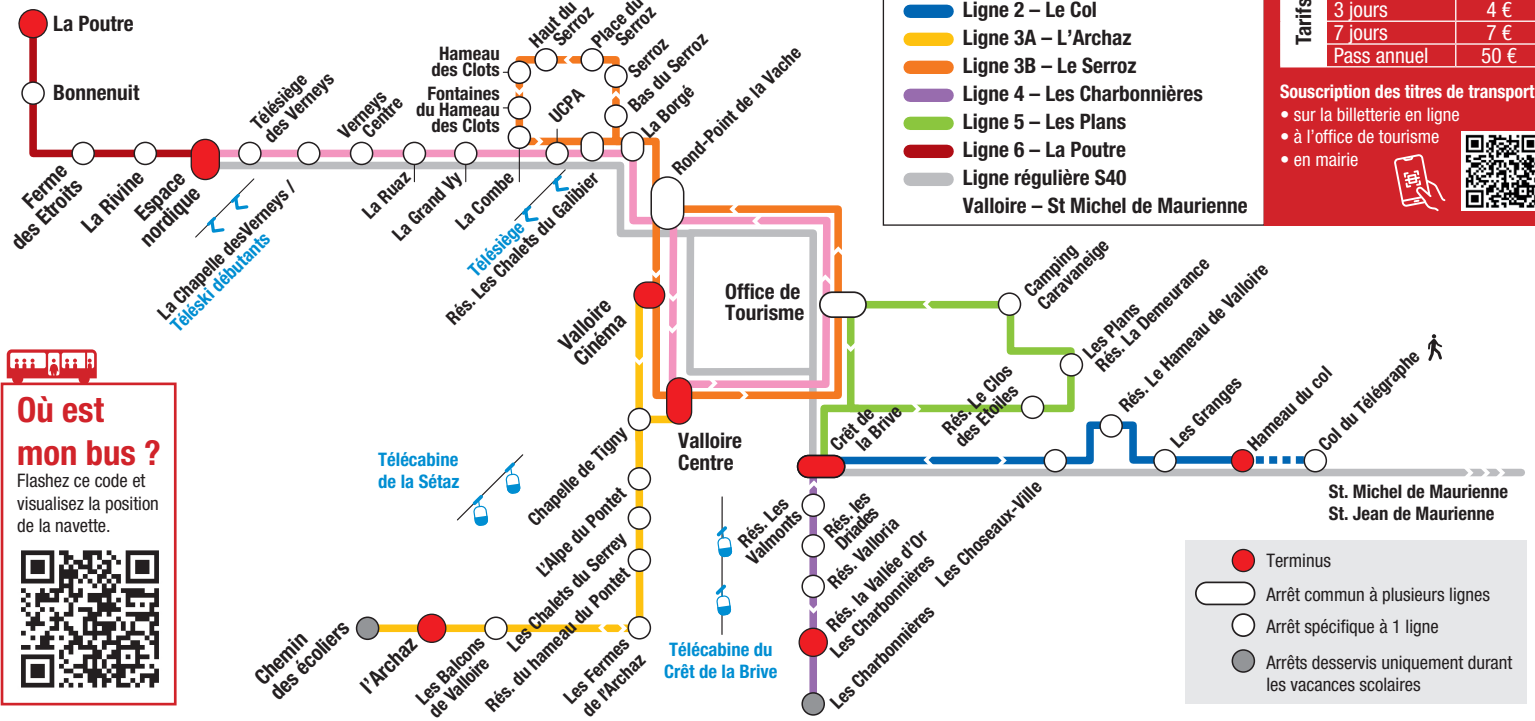 La Poutre
Bonnenuit
Ferme
des Etroits
La Rivine
Espace
nordique
La Chapelle desVerneys /
Téléski débutants
Télésiège
des Verneys
Verneys
Centre
La Ruaz
La Grand Vy
La Combe
Hameau
des Clots
Fontaines
du Hameau
des Clots
Haut du
Serroz
Place du
Serroz
Serroz
Bas du Serroz
UCPA
La Borgé
Télésiège
Rés. Les Chalets du Galibier
Rond-Point de la Vache
Ligne 2 – Le Col
Ligne 3A – L'Archaz
Ligne 3B – Le Serroz
Ligne 4 – Les Charbonnières
Ligne 5 – Les Plans
Ligne 6 – La Poutre
Ligne régulière S40
Valloire – St Michel de Maurienne
Tarifs
3 jours 4 €
7 jours 7 €
Pass annuel 50 €
Souscription des titres de transport
• sur la billetterie en ligne
• à l'office de tourisme
• en mairie
Valloire
Cinéma
Office de
Tourisme
Valloire
Centre
Camping
Caravaneige
Les Plans
Rés. La Demeurance
Rés. Le Clos
des Etoiles
Crêt de
la Brive
Rés. Le Hameau de Valloire
Les Granges
Hameau du col
Col du Télégraphe
Les Choseaux-Ville
St. Michel de Maurienne
St. Jean de Maurienne
Où est
mon bus ?
Flashez ce code et
visualisez la position
de la navette.
Télécabine
de la Sétaz
Chapelle de Tigny
L'Alpe du Pontet
Les Chalets du Serrey
Rés. du hameau du Pontet
Les Fermes
de l'Archaz
Les Balcons
de Valloire
l'Archaz
Chemin
des écoliers
Télécabine du
Crêt de la Brive
Rés. Les
Valmonts
Rés. les
Driades
Rés. Valloria
Rés. la Vallée d'Or
Les Charbonnières
Les Charbonnières
Terminus
Arrêt commun à plusieurs lignes
Arrêt spécifique à 1 ligne
Arrêts desservis uniquement durant
les vacances scolaires